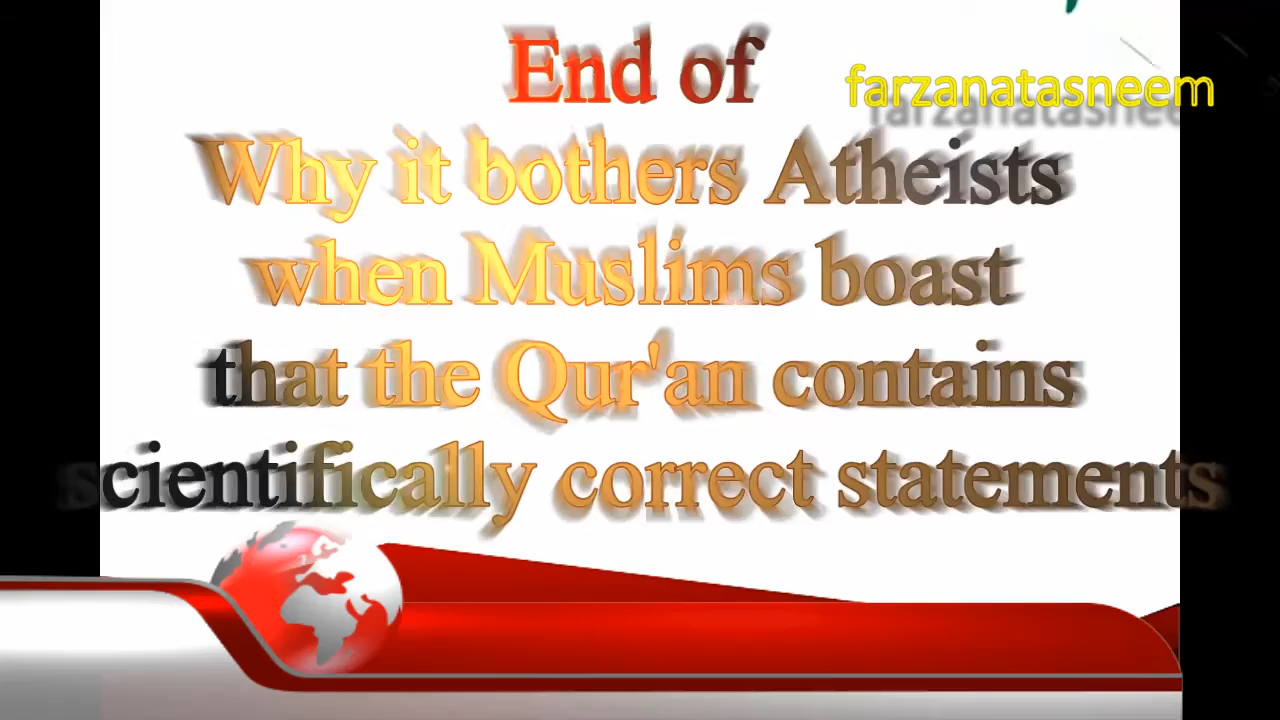 End of
farzanatasneem
Why it bothers Atheists
when Muslims boast
that the Qur'an contains
scientifically correct statements